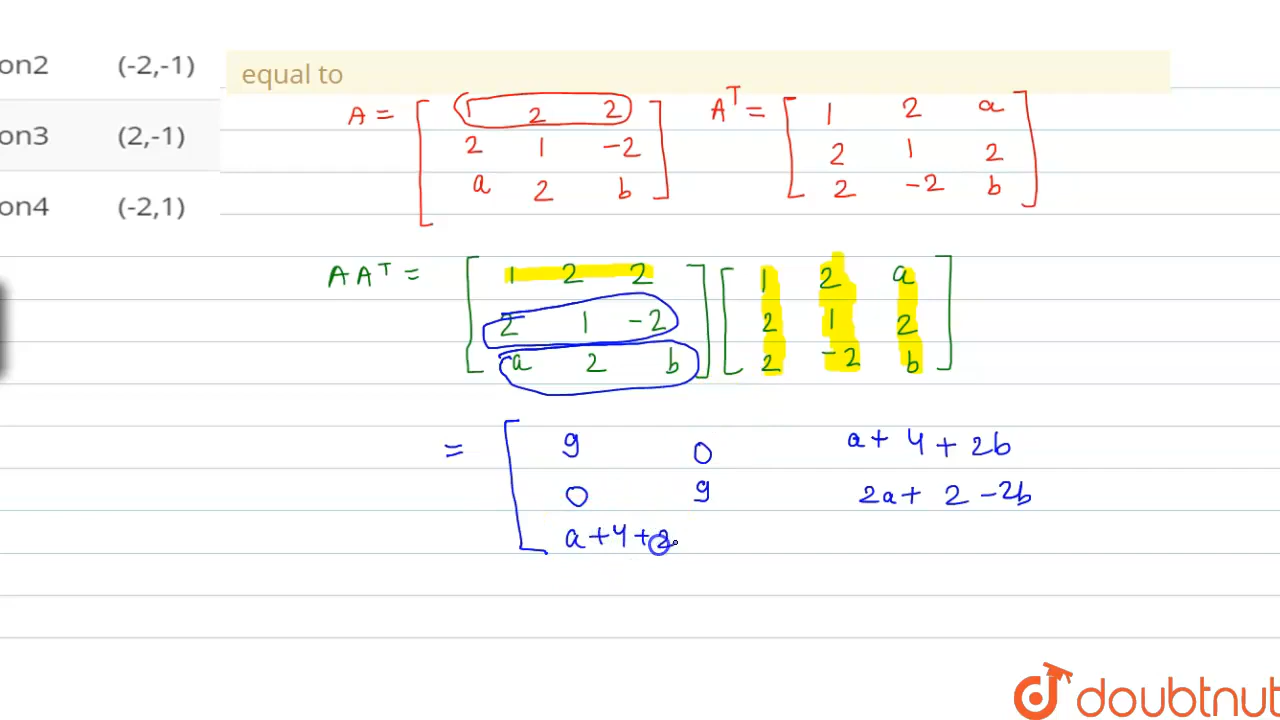 on2 (-2,-1)
equal to
on3 (2,-1)
on4 (-2,1)
A = [ 1 2 2
2 1 -2
a 2 b ]
A^T = [ 1 2 a
2 1 2
2 -2 b ]
A A^T = [ 1 2 2
2 1 -2
a 2 b ]
[ 1 2 a
2 1 2
2 -2 b ]
= [ 9 0 a + 4 + 2b
0 9 2a + 2 - 2b
a + 4 + 2
doubtnut